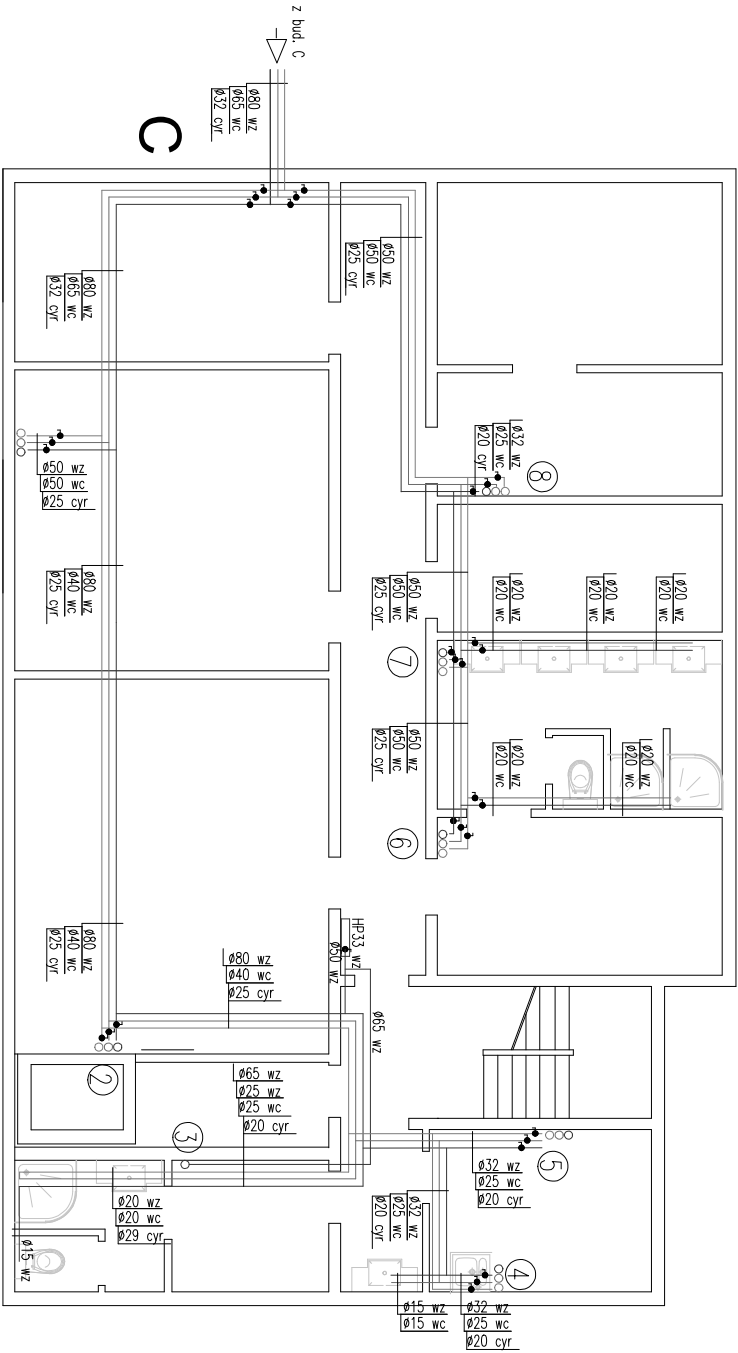 z bud. C
Ø80 wz
Ø65 wc
Ø32 cyr
C
Ø80 wz
Ø65 wc
Ø32 cyr
Ø50 wz
Ø50 wc
Ø25 cyr
Ø50 wz
Ø50 wc
Ø25 cyr
Ø32 wz
Ø25 wc
Ø20 cyr
8
Ø80 wz
Ø40 wc
Ø25 cyr
Ø50 wz
Ø50 wc
Ø25 cyr
Ø20 wz
Ø20 wc
Ø20 wz
Ø20 wc
Ø20 wz
Ø20 wc
7
Ø50 wz
Ø50 wc
Ø25 cyr
Ø20 wz
Ø20 wc
Ø20 wz
Ø20 wc
6
Ø80 wz
Ø40 wc
Ø25 cyr
Ø80 wz
Ø40 wc
Ø25 cyr
HP33
Ø50 wz
Ø65 wz
2
Ø65 wz
Ø25 wz
Ø25 wc
Ø20 cyr
3
5
Ø32 wz
Ø25 wc
Ø20 cyr
Ø20 wz
Ø20 wc
Ø29 cyr
Ø32 wz
Ø25 wc
Ø20 cyr
Ø15 wz
4
Ø15 wz
Ø15 wc
Ø32 wz
Ø25 wc
Ø20 cyr